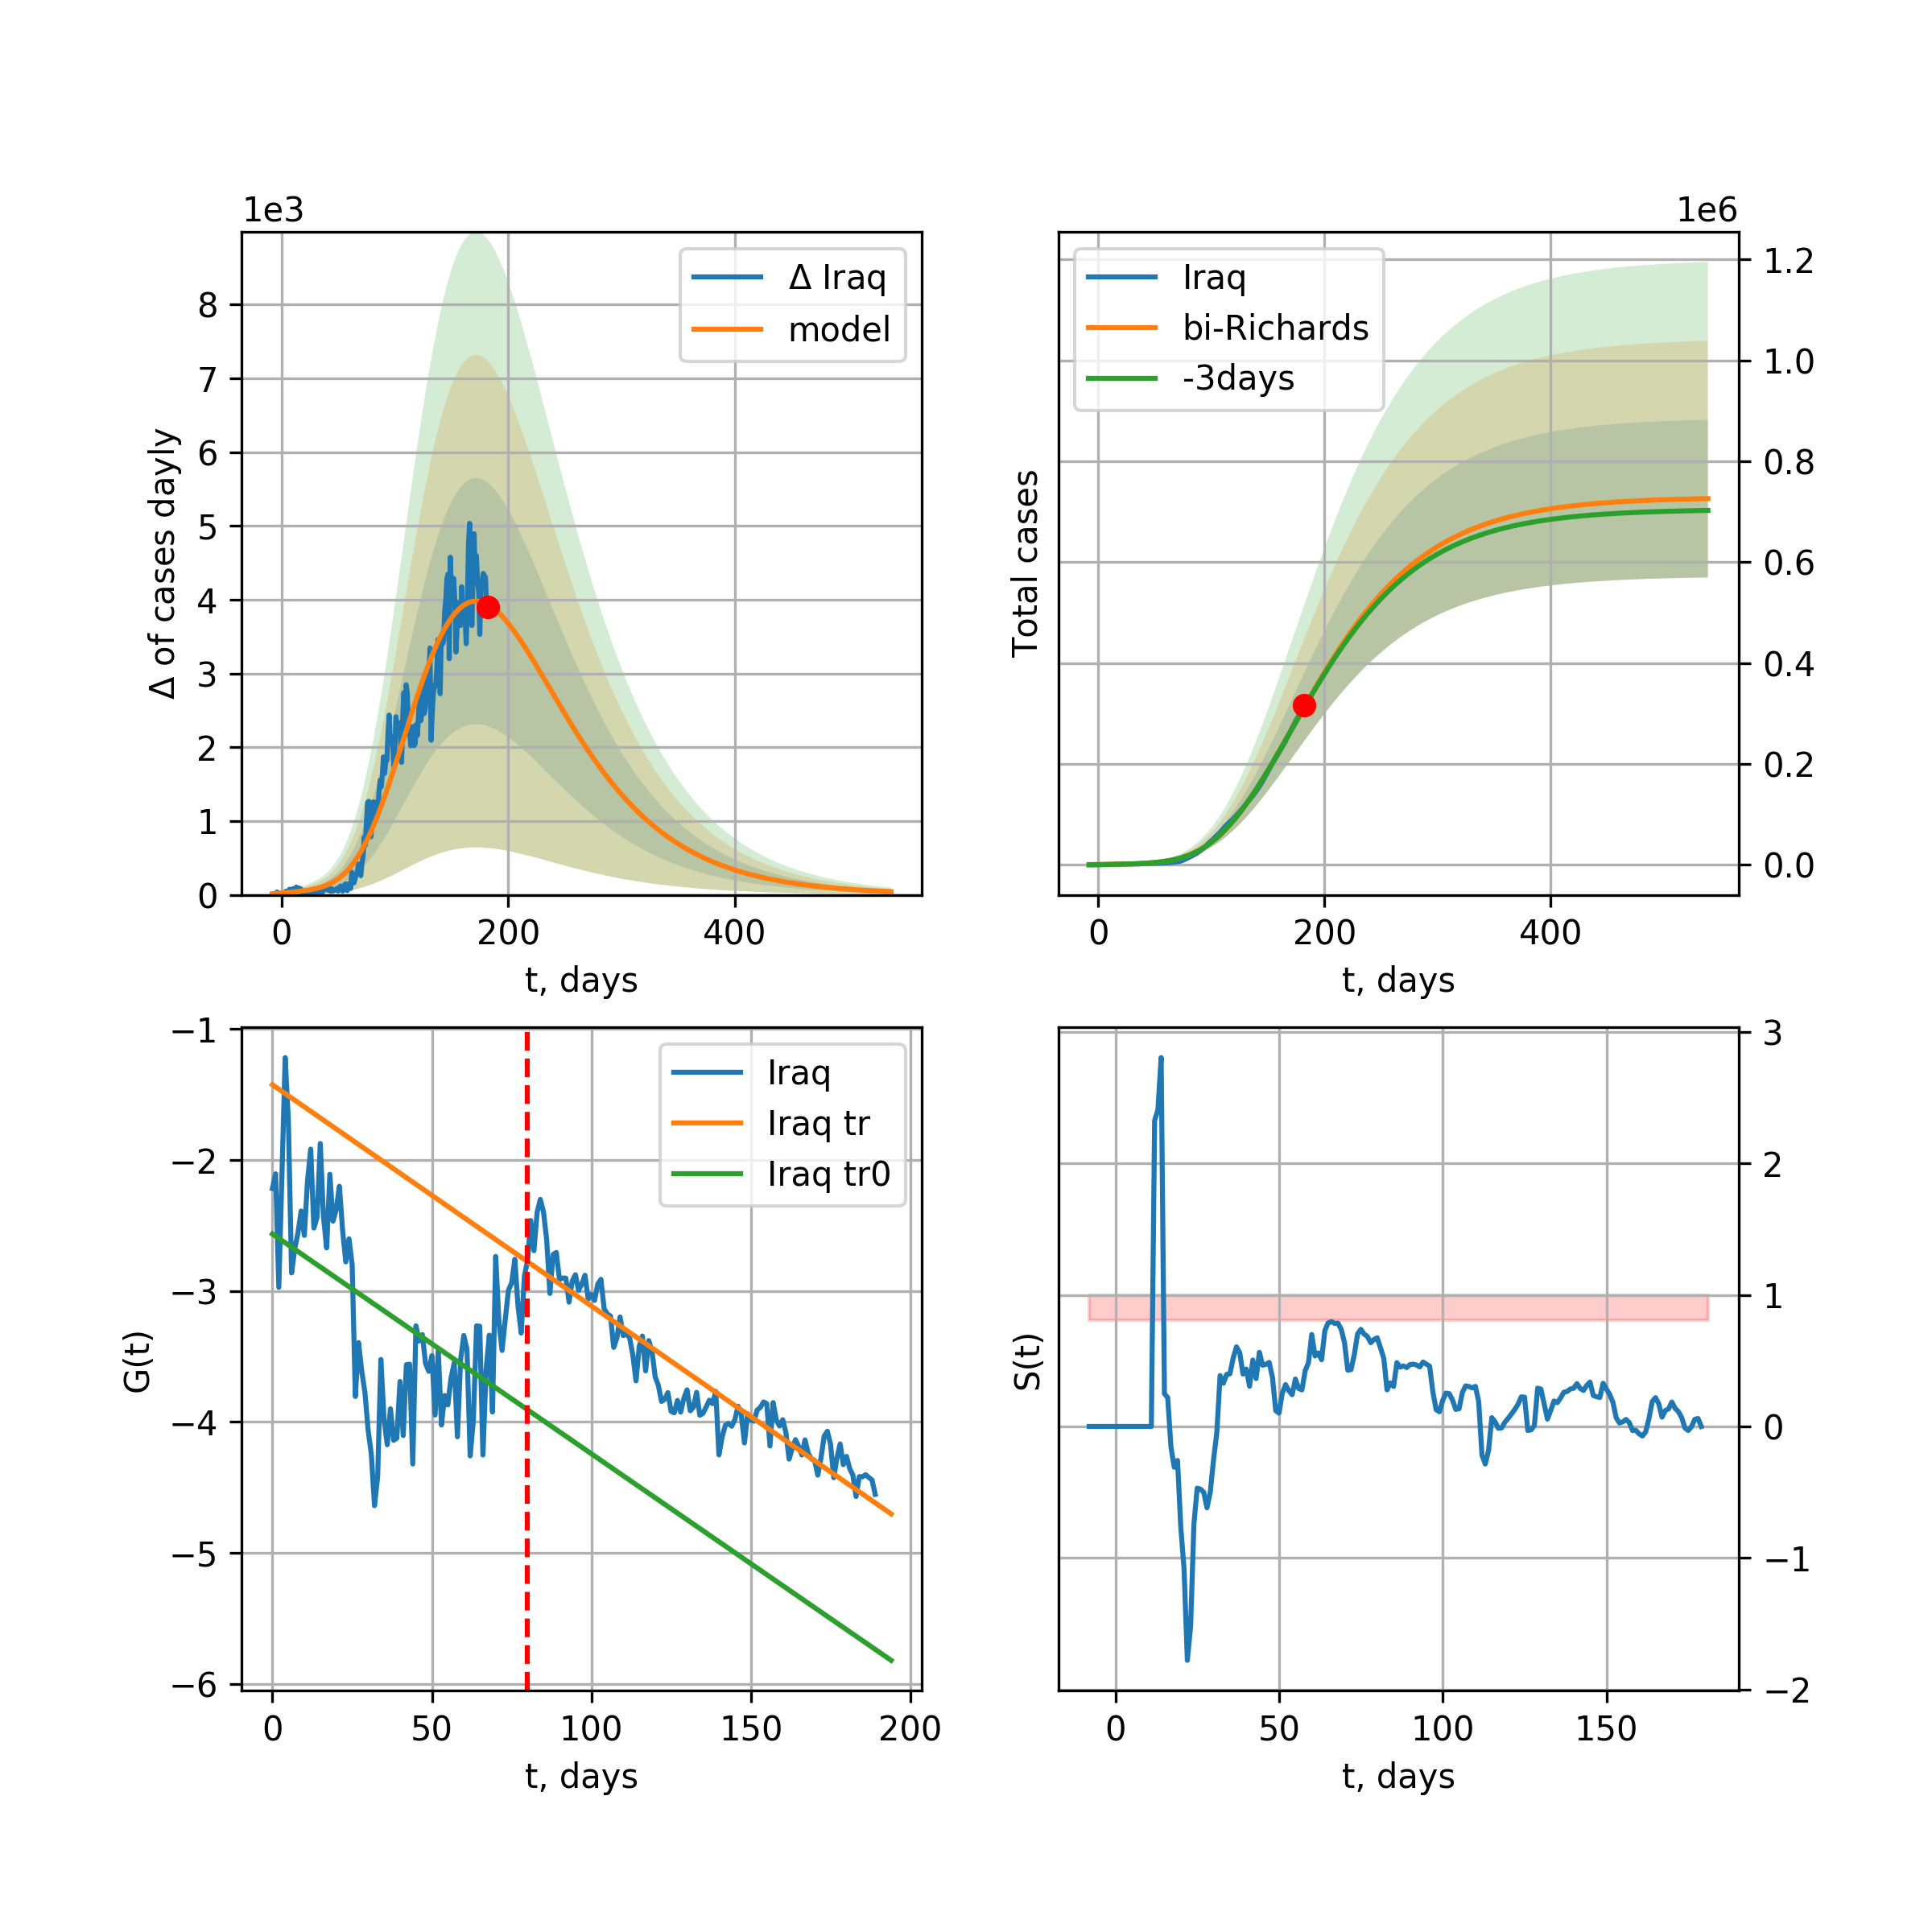 1e3
Δ of cases dayly
8
7
6
5
4
3
2
1
0
0 200 400
t, days
Δ Iraq
model
1e6
Total cases
1.2
1.0
0.8
0.6
0.4
0.2
0.0
0 200 400
t, days
Iraq
bi-Richards
-3days
G(t)
−1
−2
−3
−4
−5
−6
0 50 100 150 200
t, days
Iraq
Iraq tr
Iraq tr0
S(t)
3
2
1
0
−1
−2
0 50 100 150
t, days